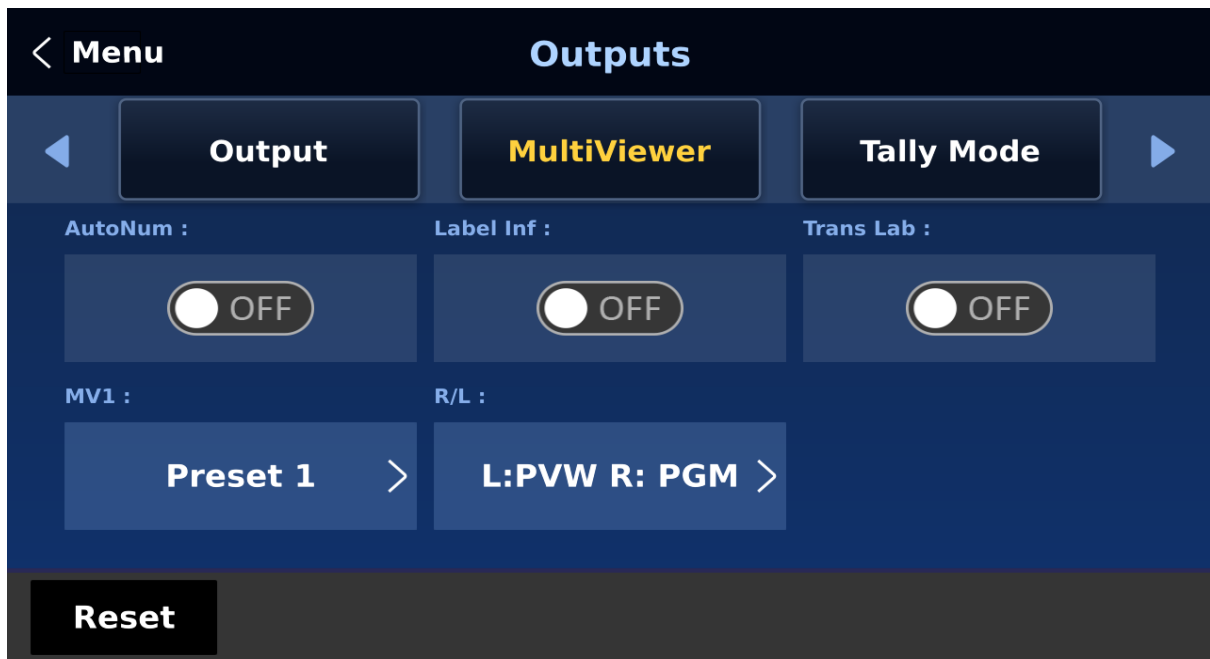 Menu
Outputs
Output
MultiViewer
Tally Mode
AutoNum :
Label Inf :
Trans Lab :
OFF
OFF
OFF
MV1 :
R/L :
Preset 1
L:PVW R: PGM
Reset